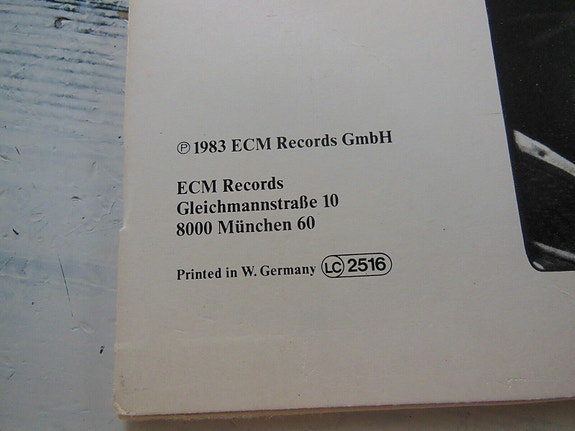 ℗ 1983 ECM Records GmbH
ECM Records
Gleichmannstraße 10
8000 München 60
Printed in W. Germany LC 2516